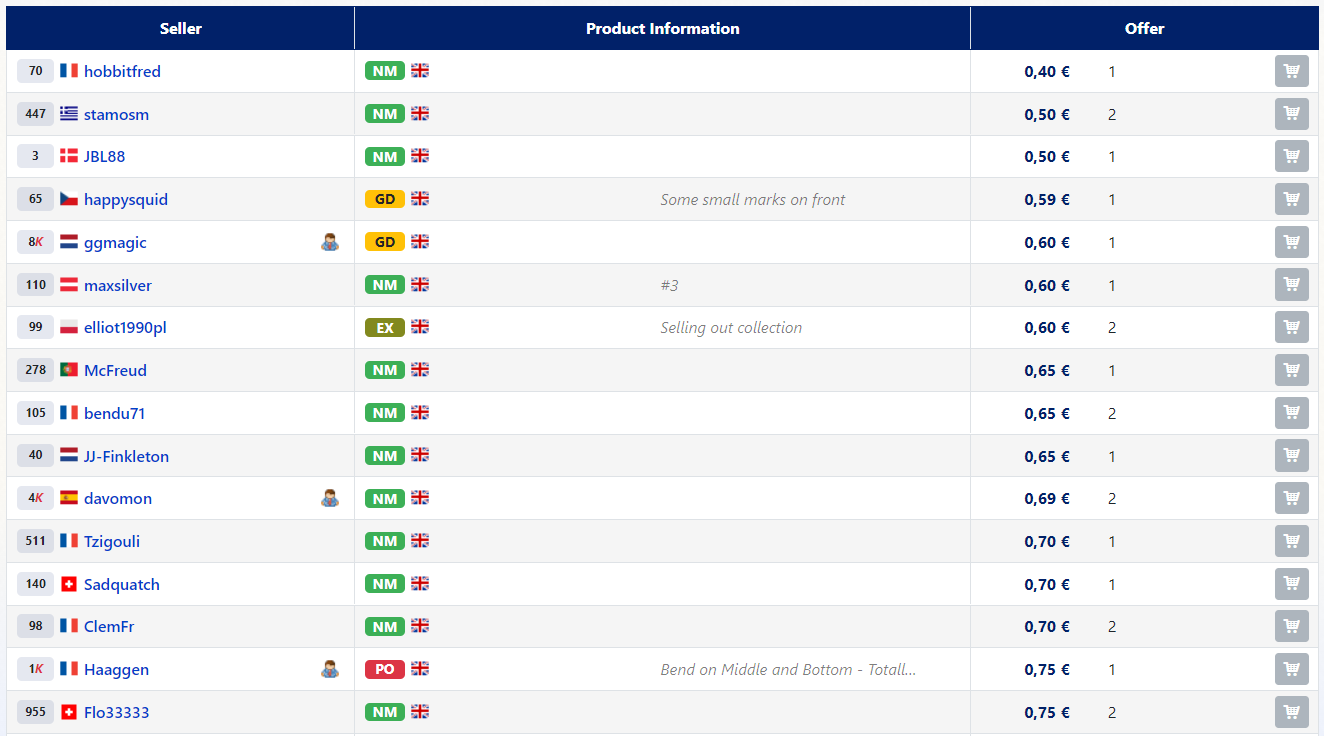 Seller Product Information Offer
70 hobbitfred NM 0,40 € 1
447 stamosm NM 0,50 € 2
3 JBL88 NM 0,50 € 1
65 happysquid GD Some small marks on front 0,59 € 1
8K ggmagic GD 0,60 € 1
110 maxsilver NM #3 0,60 € 1
99 elliot1990pl EX Selling out collection 0,60 € 2
278 McFreud NM 0,65 € 1
105 bendu71 NM 0,65 € 2
40 JJ-Finkleton NM 0,65 € 1
4K davomon NM 0,69 € 2
511 Tzigouli NM 0,70 € 1
140 Sadquatch NM 0,70 € 1
98 ClemFr NM 0,70 € 2
1K Haaggen PO Bend on Middle and Bottom - Totall... 0,75 € 1
955 Flo33333 NM 0,75 € 2